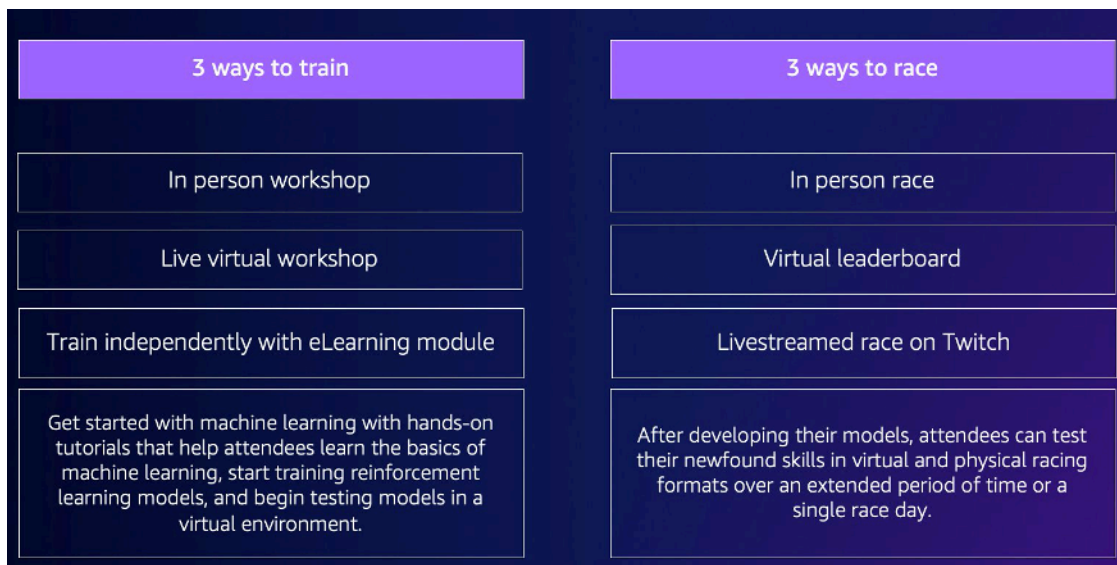 3 ways to train
In person workshop
Live virtual workshop
Train independently with eLearning module
Get started with machine learning with hands-on
tutorials that help attendees learn the basics of
machine learning, start training reinforcement
learning models, and begin testing models in a
virtual environment.
3 ways to race
In person race
Virtual leaderboard
Livestreamed race on Twitch
After developing their models, attendees can test
their newfound skills in virtual and physical racing
formats over an extended period of time or a
single race day.